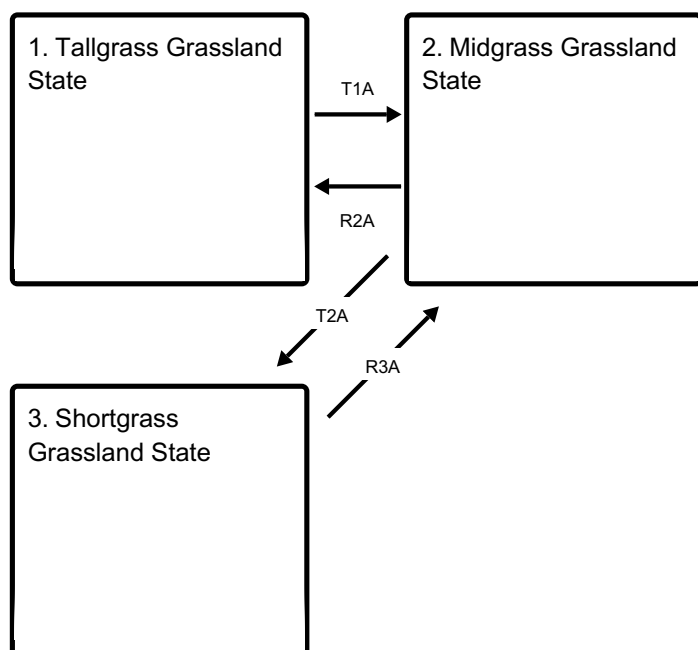 1. Tallgrass Grassland
State
2. Midgrass Grassland
State
T1A
R2A
T2A
R3A
3. Shortgrass
Grassland State